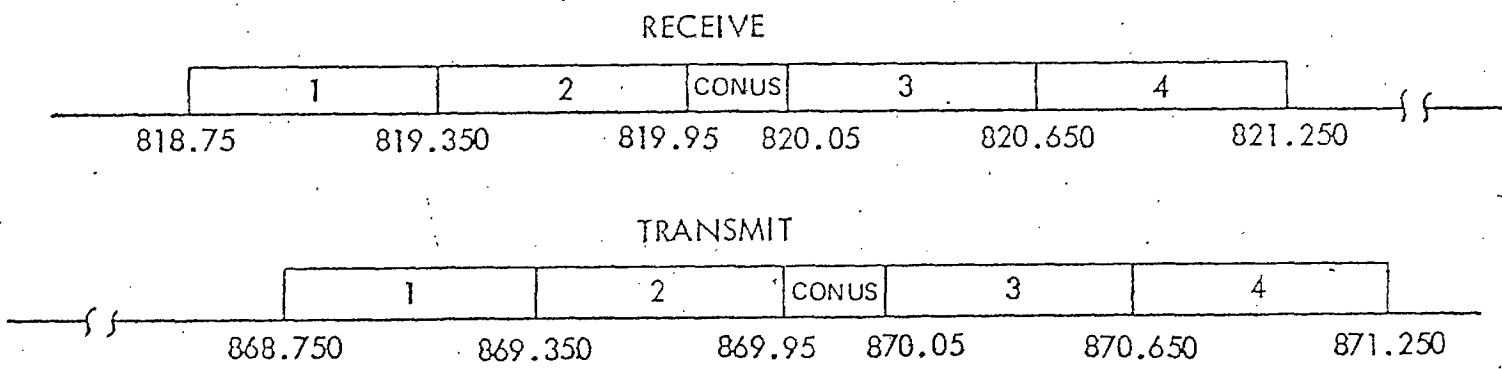 RECEIVE
1 2 CONUS 3 4
818.75 819.350 819.95 820.05 820.650 821.250
TRANSMIT
1 2 CONUS 3 4
868.750 869.350 869.95 870.05 870.650 871.250